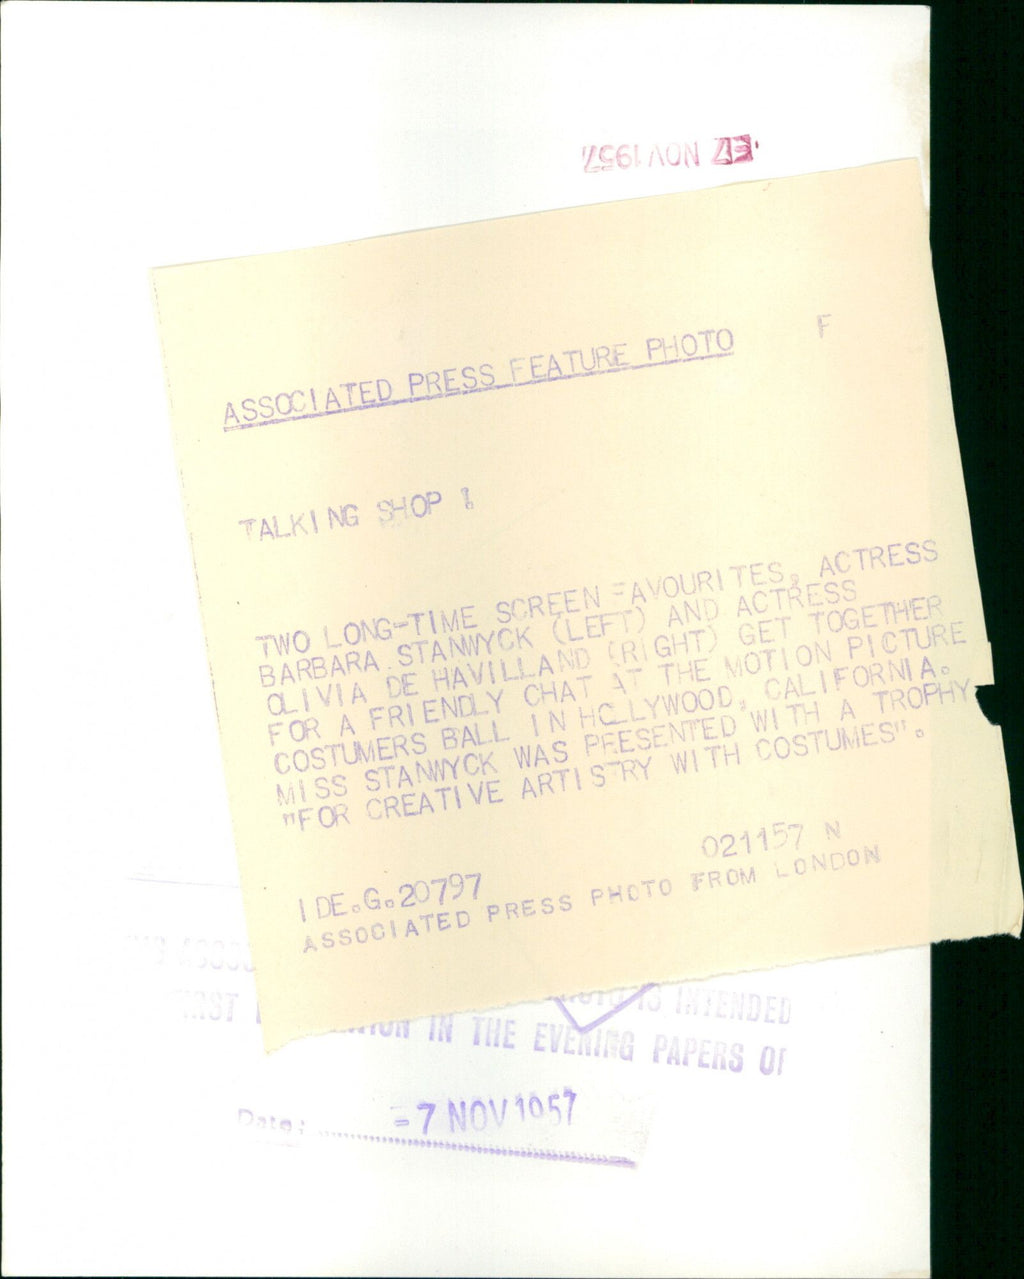 -7 NOV 1957
ASSOCIATED PRESS FEATURE PHOTO F
TALKING SHOP !
TWO LONG-TIME SCREEN FAVOURITES, ACTRESS
BARBARA STANWYCK (LEFT) AND ACTRESS
OLIVIA DE HAVILLAND (RIGHT) GET TOGETHER
FOR A FRIENDLY CHAT AT THE MOTION PICTURE
COSTUMERS BALL IN HOLLYWOOD, CALIFORNIA.
MISS STANWYCK WAS PRESENTED WITH A TROPHY
"FOR CREATIVE ARTISTRY WITH COSTUMES".
021157 N
IDE.G.20797
ASSOCIATED PRESS PHOTO FROM LONDON
IS INTENDED
IN THE EVENING PAPERS OF
Date: -7 NOV 1957